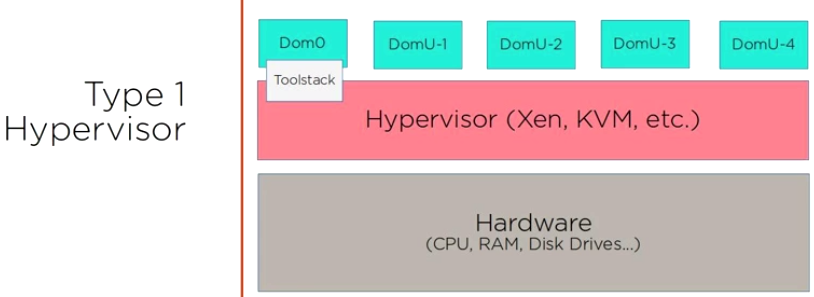 Type 1
Hypervisor
Dom0
DomU-1
DomU-2
DomU-3
DomU-4
Toolstack
Hypervisor (Xen, KVM, etc.)
Hardware
(CPU, RAM, Disk Drives...)